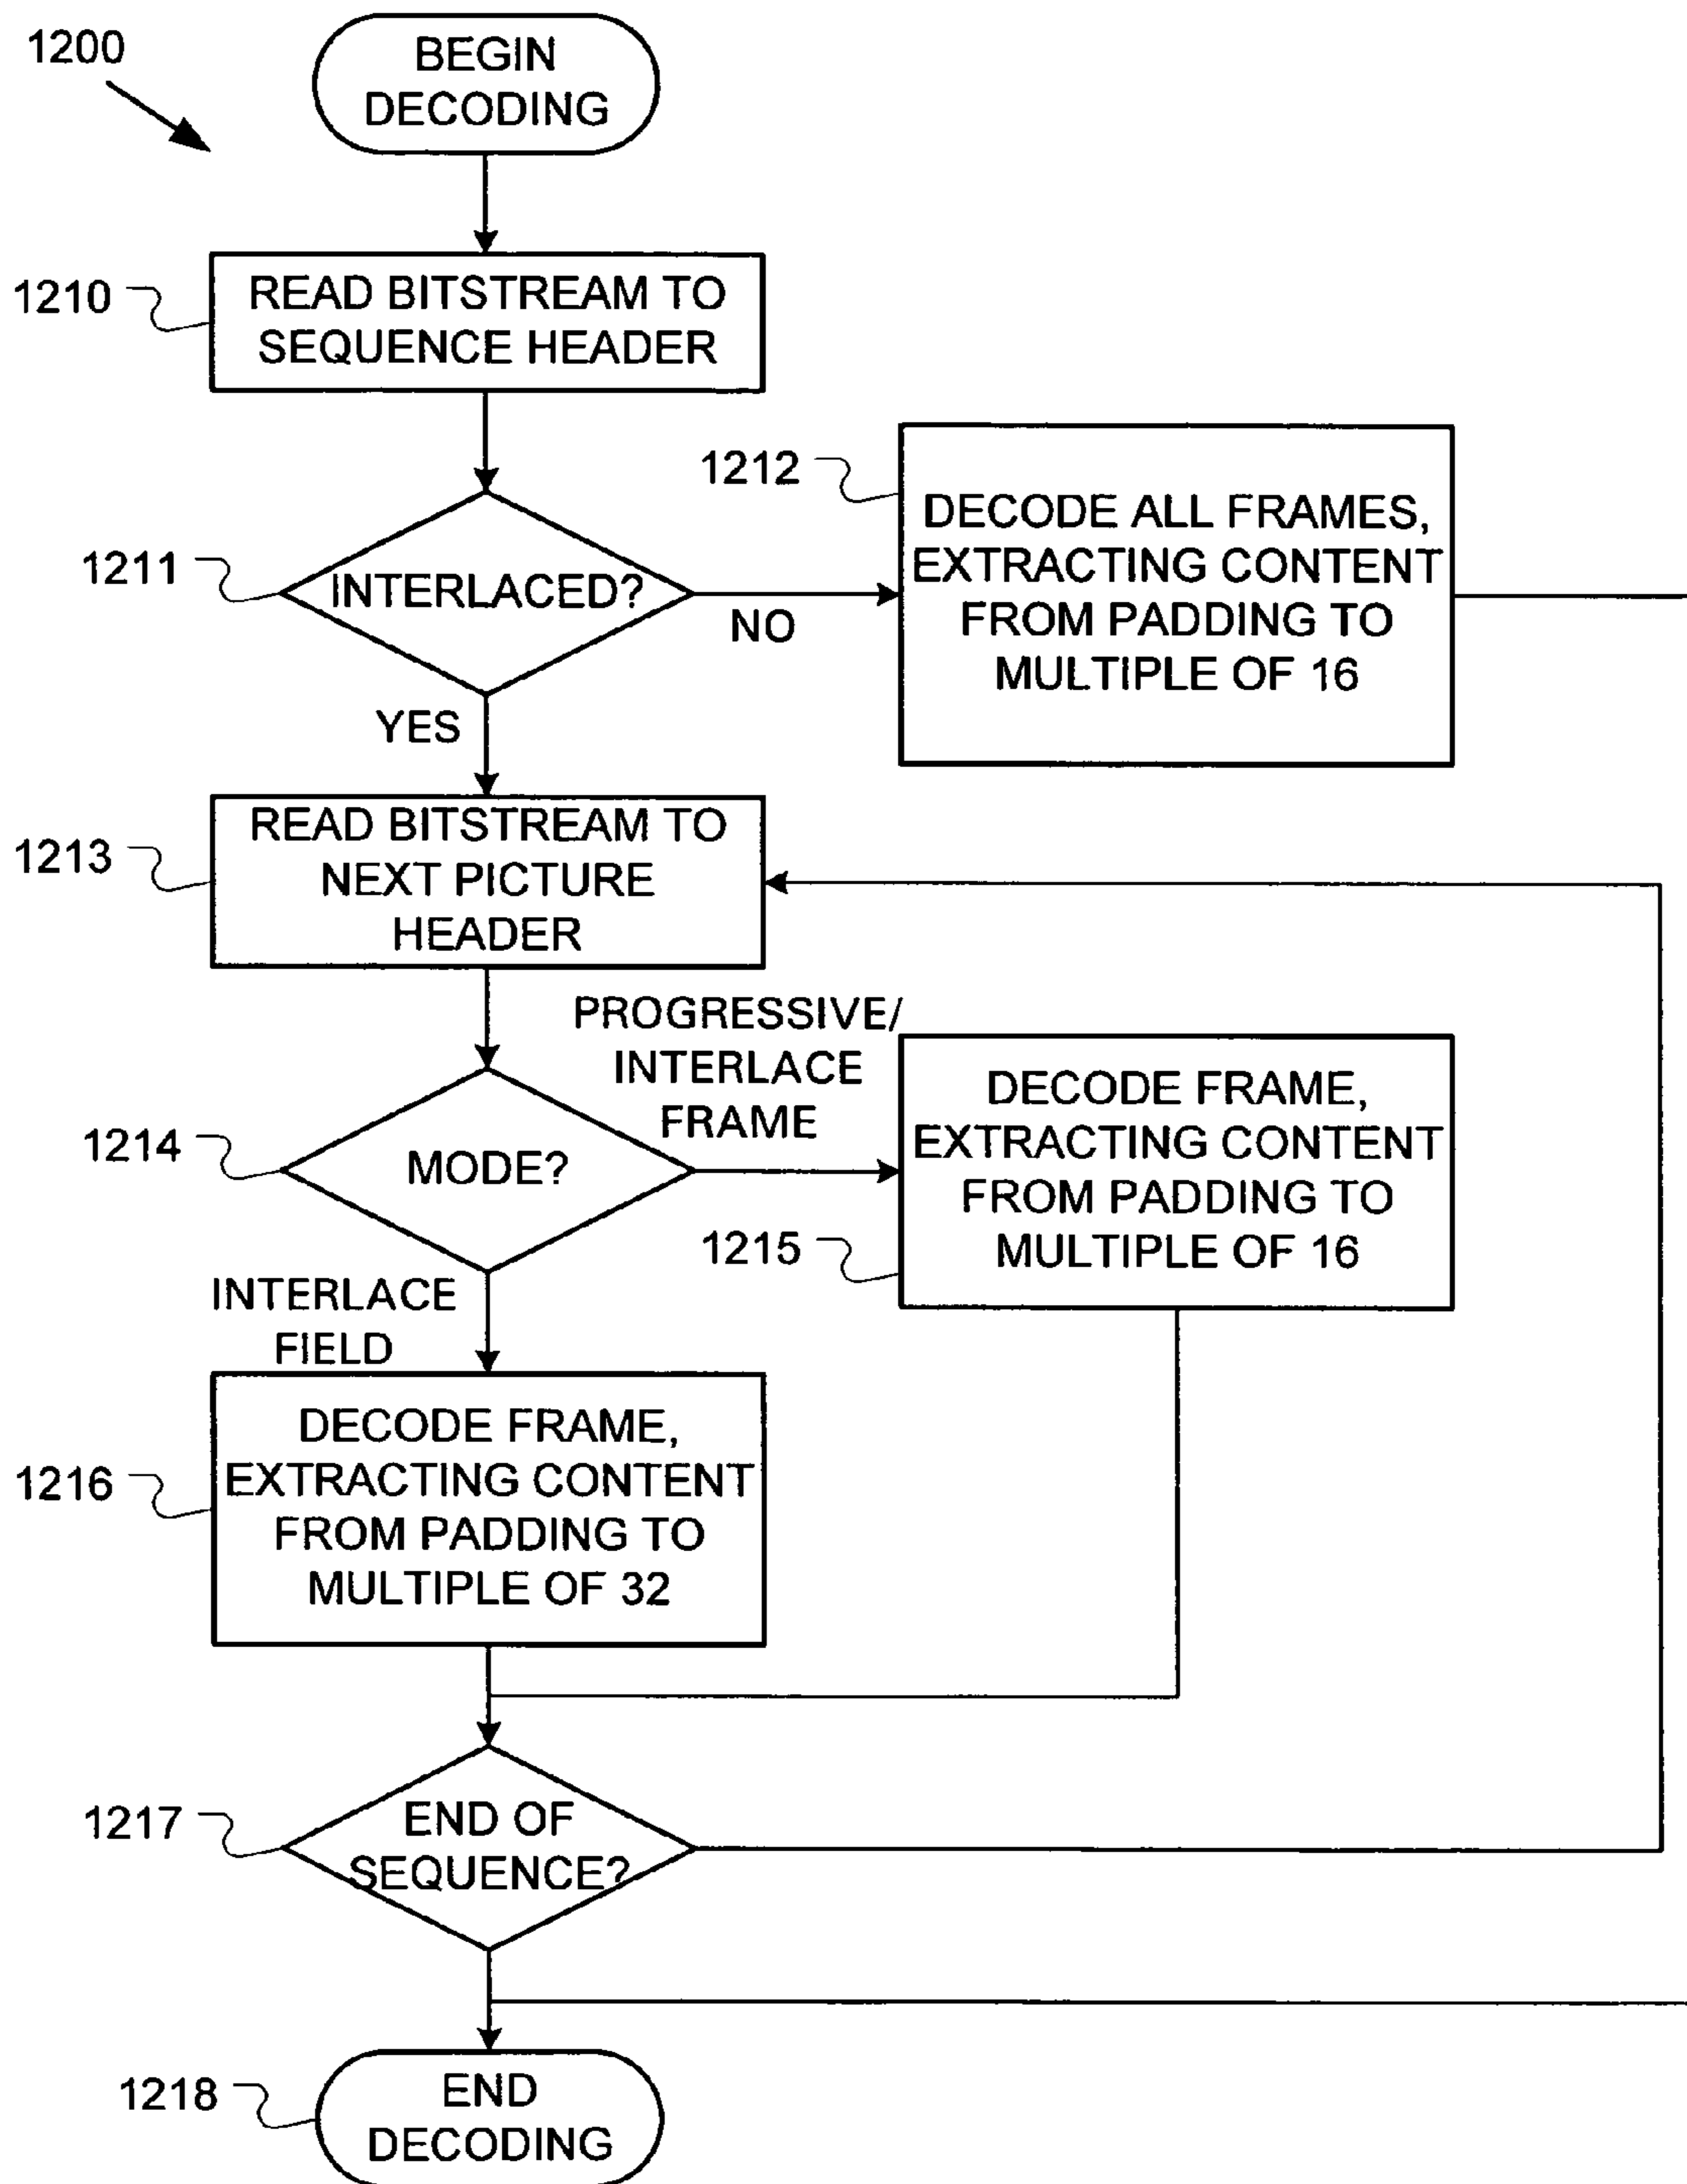 1200
BEGIN
DECODING
1210
READ BITSTREAM TO
SEQUENCE HEADER
1211
INTERLACED?
NO
YES
1212
DECODE ALL FRAMES,
EXTRACTING CONTENT
FROM PADDING TO
MULTIPLE OF 16
1213
READ BITSTREAM TO
NEXT PICTURE
HEADER
1214
MODE?
PROGRESSIVE/
INTERLACE
FRAME
1215
DECODE FRAME,
EXTRACTING CONTENT
FROM PADDING TO
MULTIPLE OF 16
INTERLACE
FIELD
1216
DECODE FRAME,
EXTRACTING CONTENT
FROM PADDING TO
MULTIPLE OF 32
1217
END OF
SEQUENCE?
1218
END
DECODING